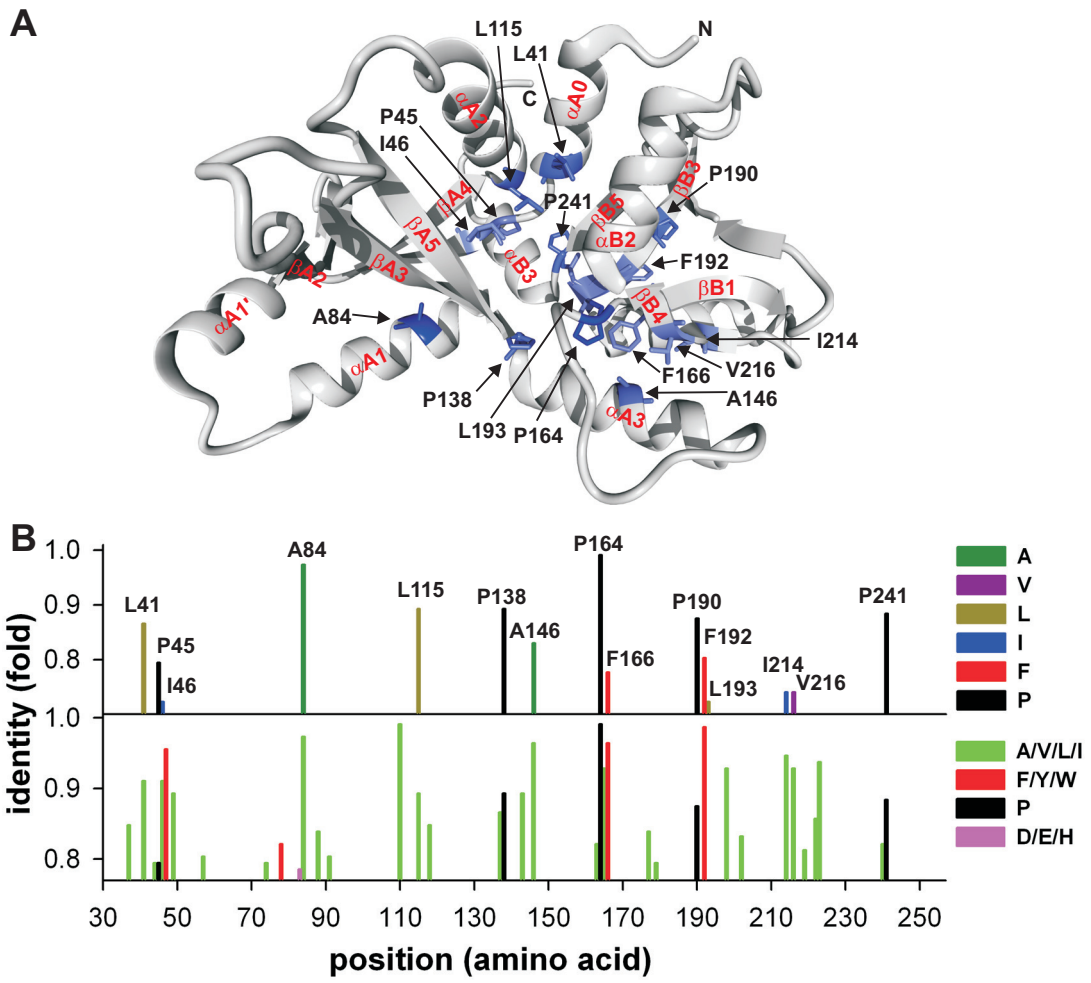 A
L115
N
L41
αA2
C
αA0
P45
I46
P190
βB3
βA4
P241
βB5
βA5
αB2
αB3
F192
βA2
βA3
βB4
βB1
αA1'
A84
I214
αA1
V216
F166
P138
A146
L193
P164
αA3
B
identity (fold)
1.0
0.9
0.8
1.0
0.9
0.8
L41
P45
I46
A84
L115
P138
A146
P164
F166
P190
F192
L193
I214
V216
P241
A
V
L
I
F
P
A/V/L/I
F/Y/W
P
D/E/H
30 50 70 90 110 130 150 170 190 210 230 250
position (amino acid)